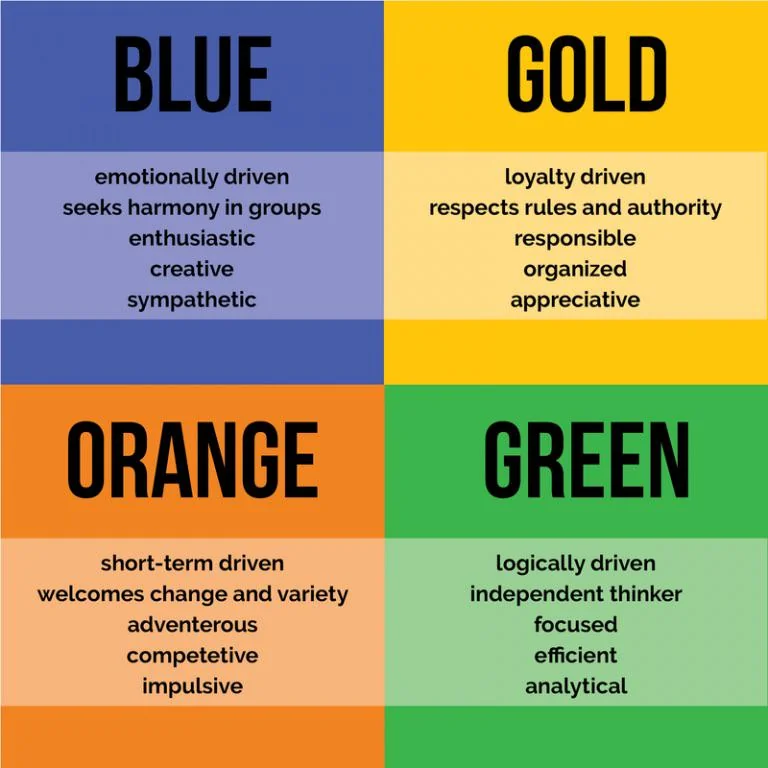 BLUE
emotionally driven
seeks harmony in groups
enthusiastic
creative
sympathetic
GOLD
loyalty driven
respects rules and authority
responsible
organized
appreciative
ORANGE
short-term driven
welcomes change and variety
adventerous
competetive
impulsive
GREEN
logically driven
independent thinker
focused
efficient
analytical